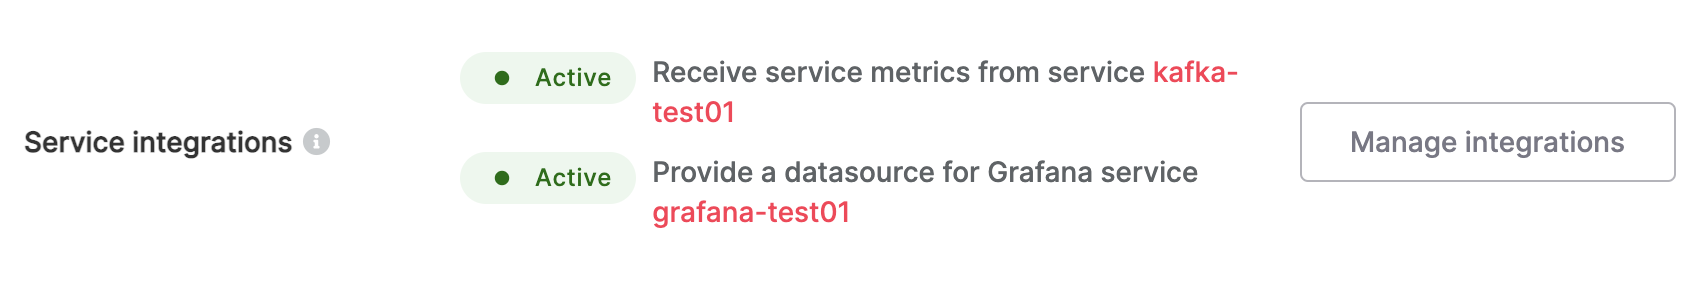 Service integrations
Active
Receive service metrics from service kafka-
test01
Active
Provide a datasource for Grafana service
grafana-test01
Manage integrations